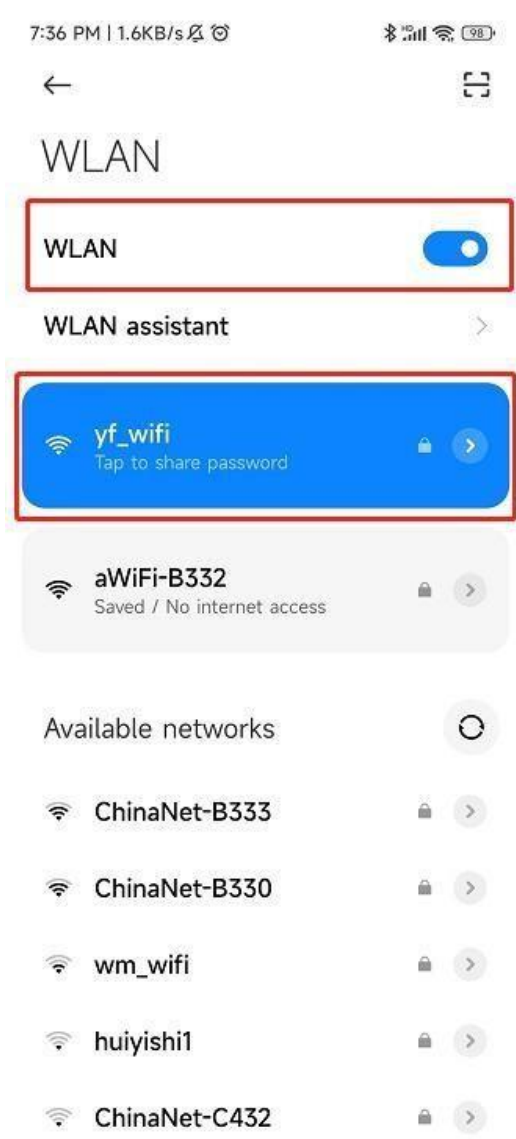 7:36 PM | 1.6KB/s
HD
98
WLAN
WLAN
WLAN assistant
yf_wifi
Tap to share password
aWiFi-B332
Saved / No internet access
Available networks
ChinaNet-B333
ChinaNet-B330
wm_wifi
huiyishi1
ChinaNet-C432